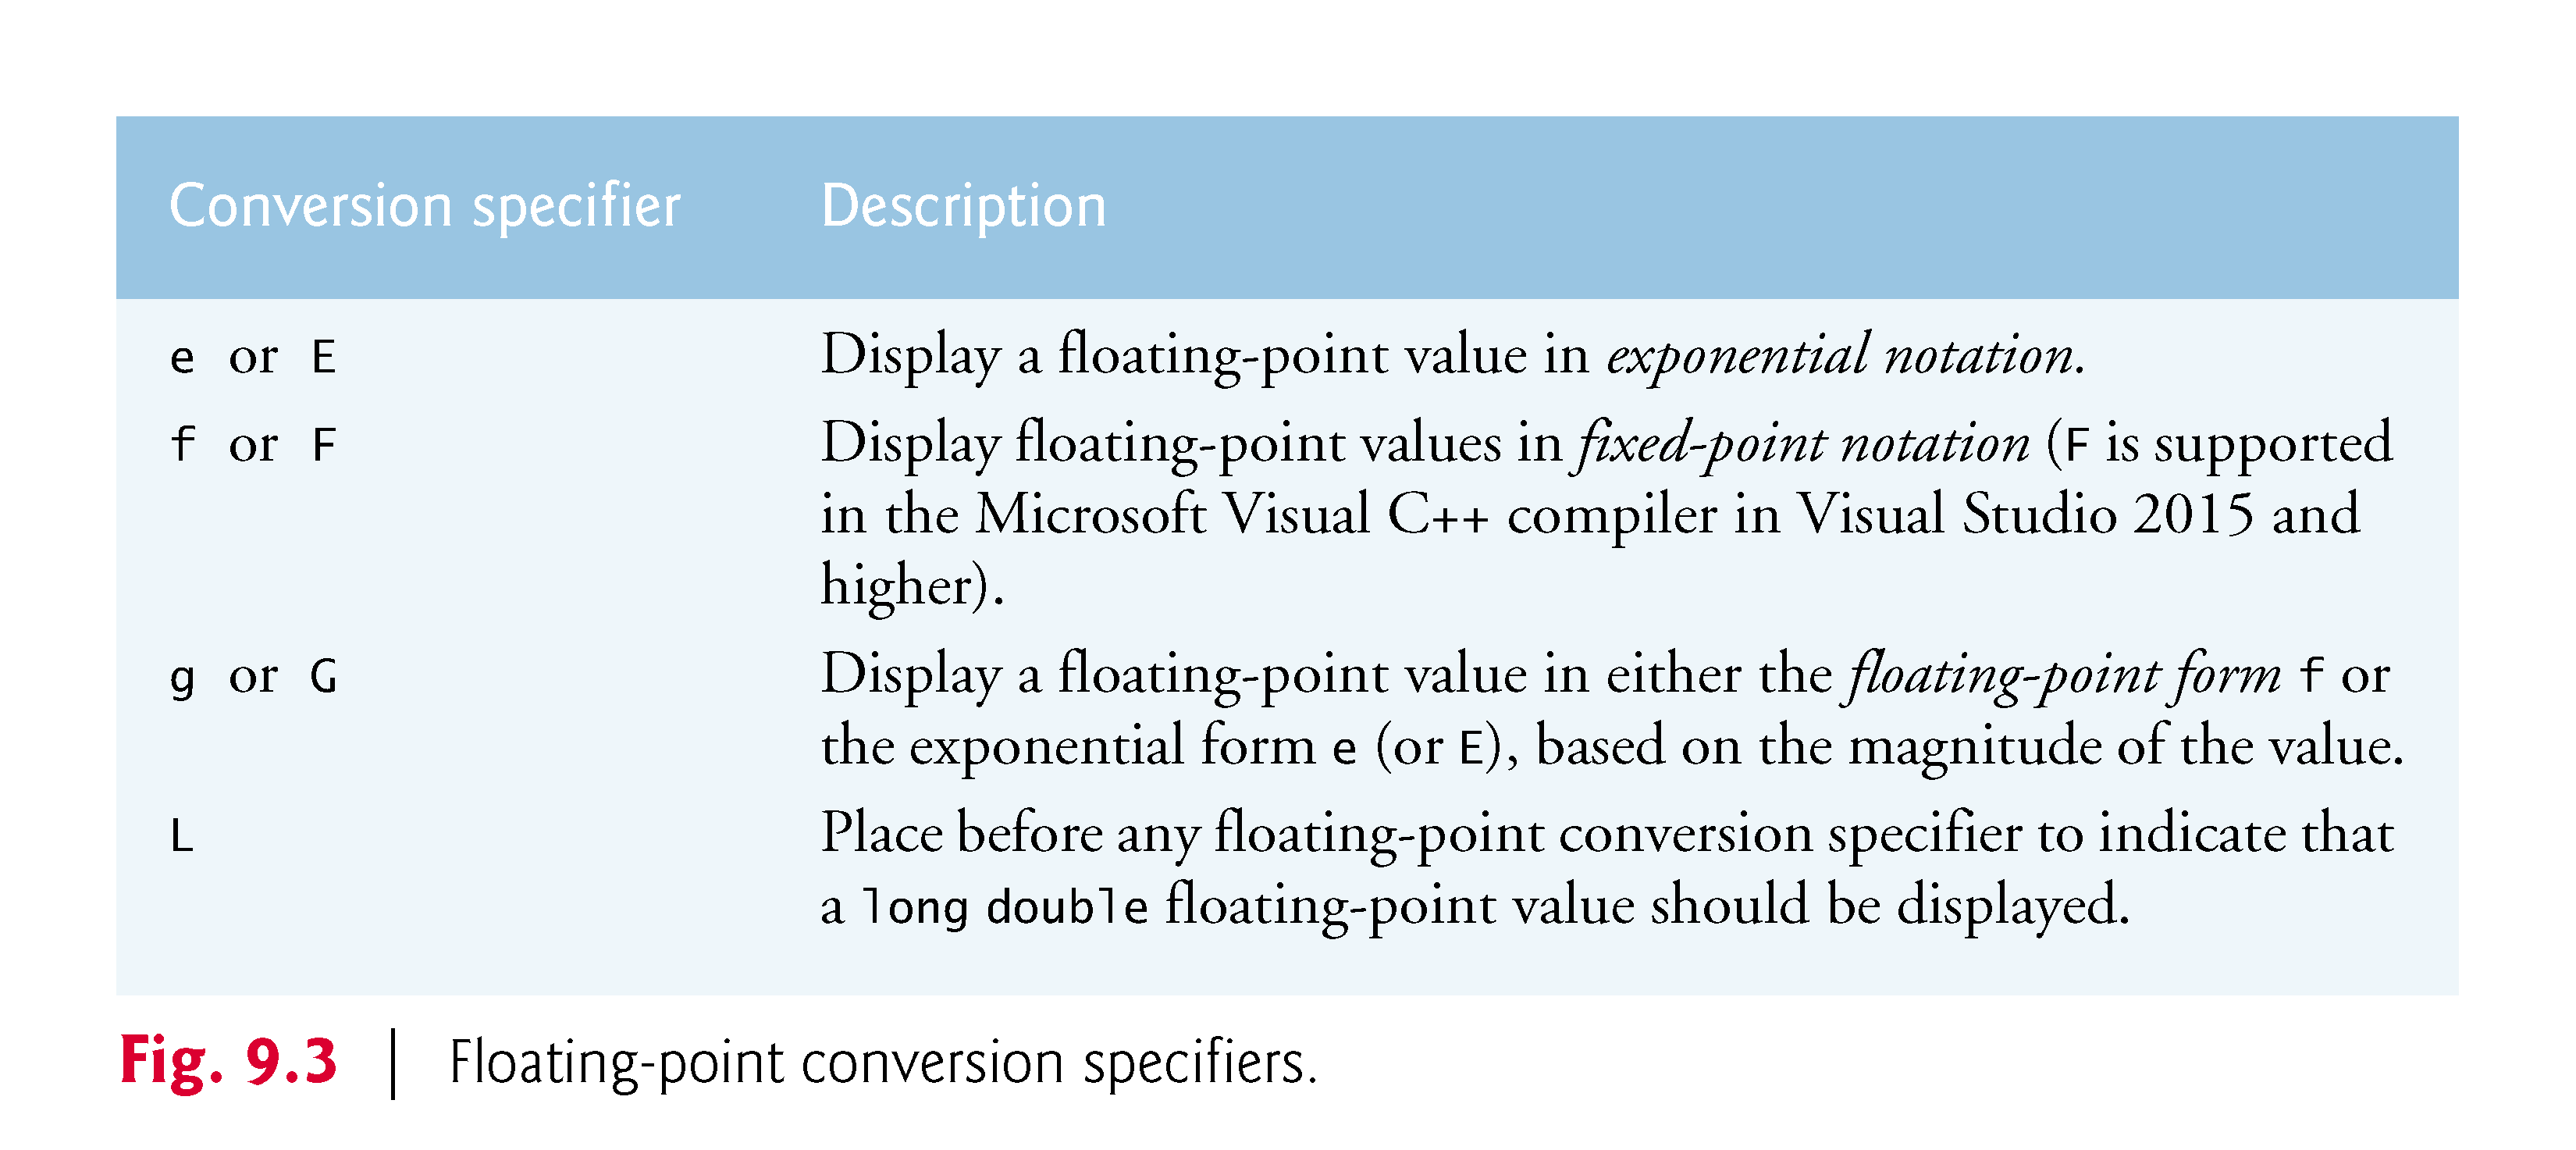 Conversion specifier Description
e or E Display a floating-point value in exponential notation.
f or F Display floating-point values in fixed-point notation (F is supported
in the Microsoft Visual C++ compiler in Visual Studio 2015 and
higher).
g or G Display a floating-point value in either the floating-point form f or
the exponential form e (or E), based on the magnitude of the value.
L Place before any floating-point conversion specifier to indicate that
a long double floating-point value should be displayed.
Fig. 9.3 | Floating-point conversion specifiers.